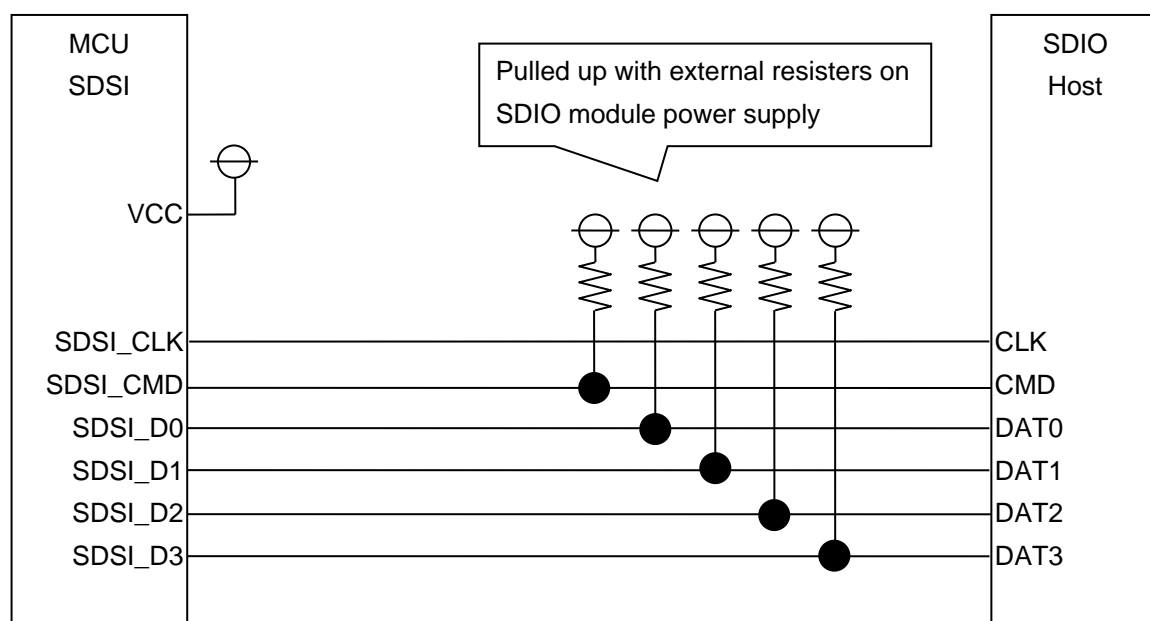 MCU
SDSI
SDIO
Host
Pulled up with external resisters on
SDIO module power supply
VCC
SDSI_CLK
CLK
SDSI_CMD
CMD
SDSI_D0
DAT0
SDSI_D1
DAT1
SDSI_D2
DAT2
SDSI_D3
DAT3